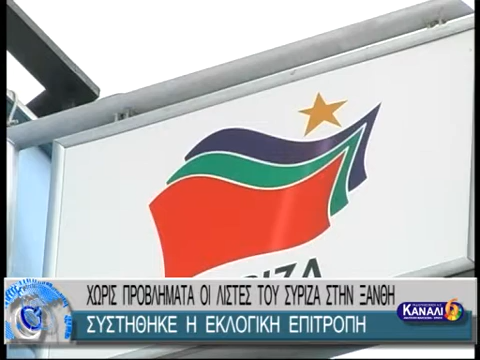 ΧΩΡΙΣ ΠΡΟΒΛΗΜΑΤΑ ΟΙ ΛΙΣΤΕΣ ΤΟΥ ΣΥΡΙΖΑ ΣΤΗΝ ΞΑΝΘΗ
ΣΥΣΤΗΘΗΚΕ Η ΕΚΛΟΓΙΚΗ ΕΠΙΤΡΟΠΗ
ΚΑΝΑΛΙ 6